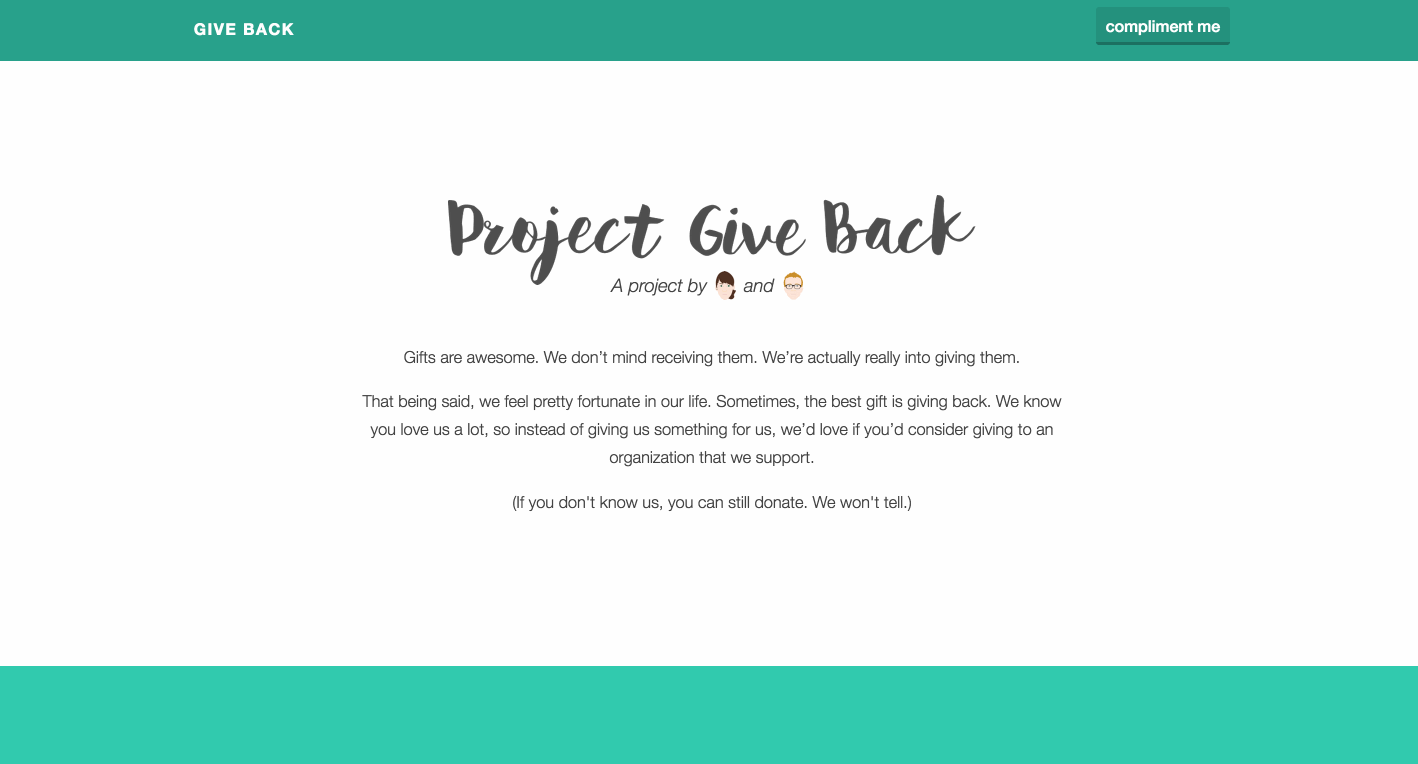 GIVE BACK
compliment me
Project Give Back
A project by and
Gifts are awesome. We don’t mind receiving them. We’re actually really into giving them.
That being said, we feel pretty fortunate in our life. Sometimes, the best gift is giving back. We know
you love us a lot, so instead of giving us something for us, we’d love if you’d consider giving to an
organization that we support.
(If you don't know us, you can still donate. We won't tell.)